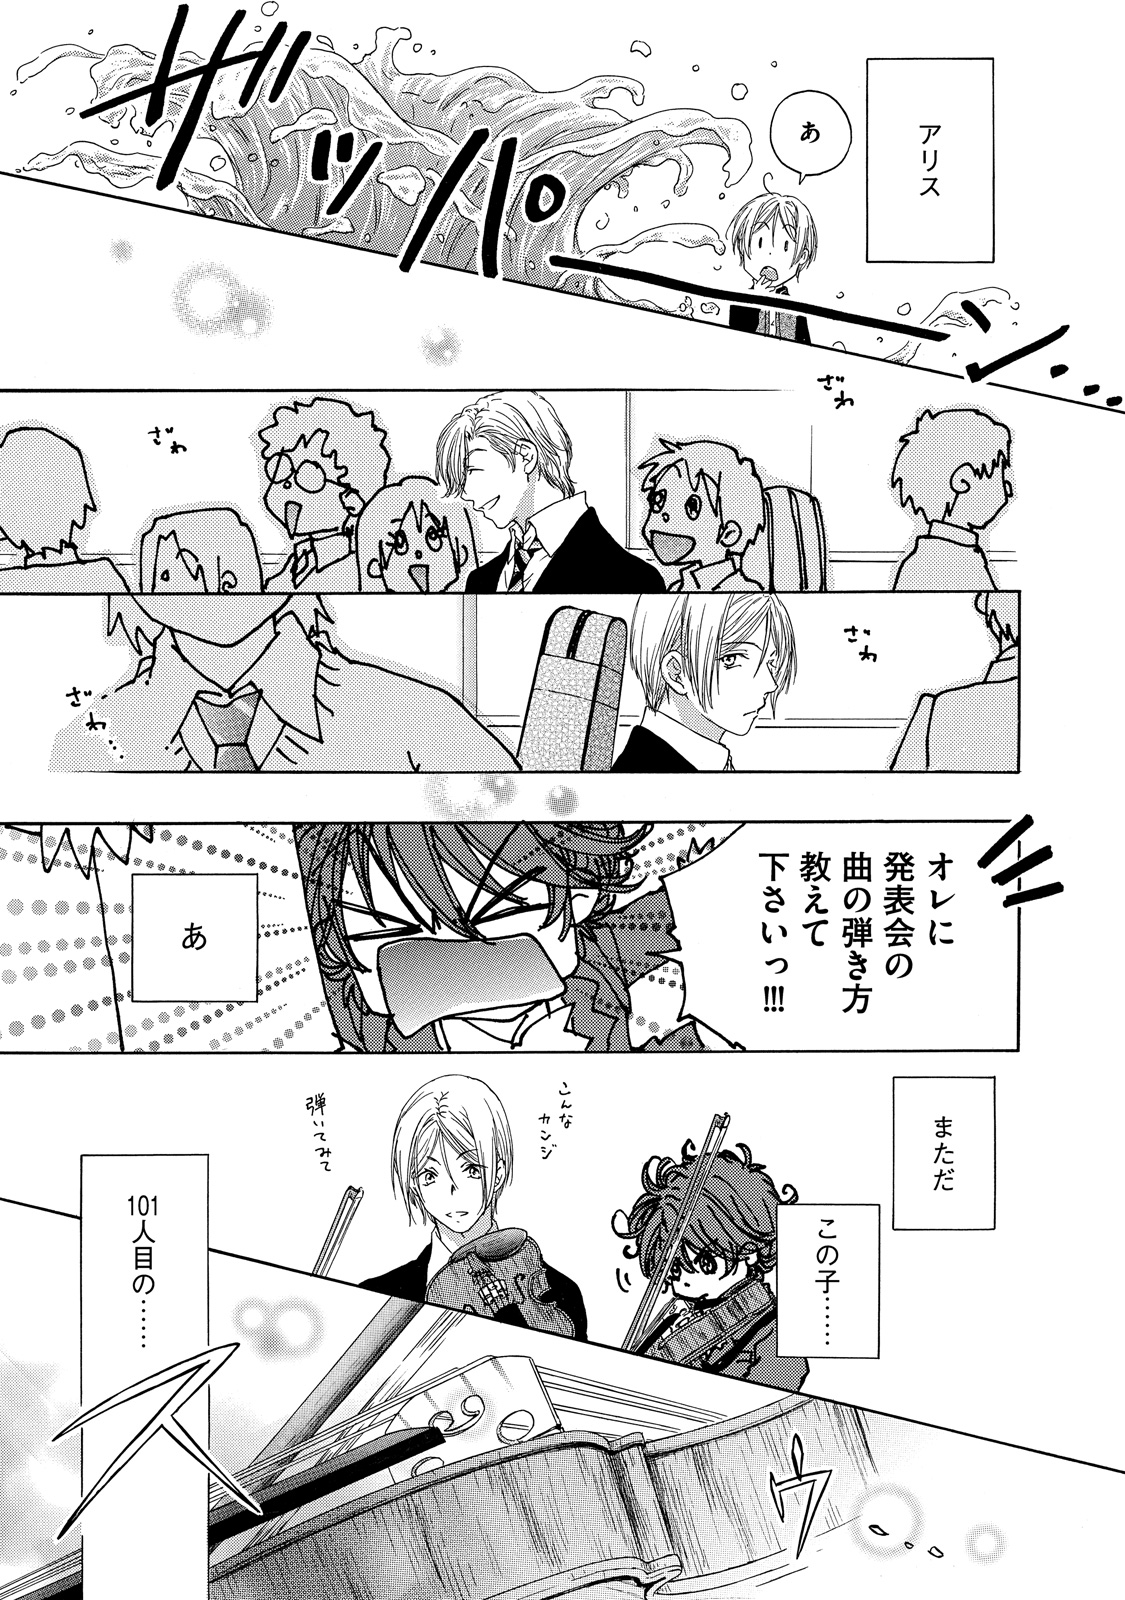 アリス
あ
ザッパーン・・・
ざわ
ざわ
ざわ
ざわ…
オレに
発表会の
曲の弾き方
教えて
下さいっ!!!
あ
まただ
こんな
カンジ
弾いてみて
この子……
101人目の……
スゥ